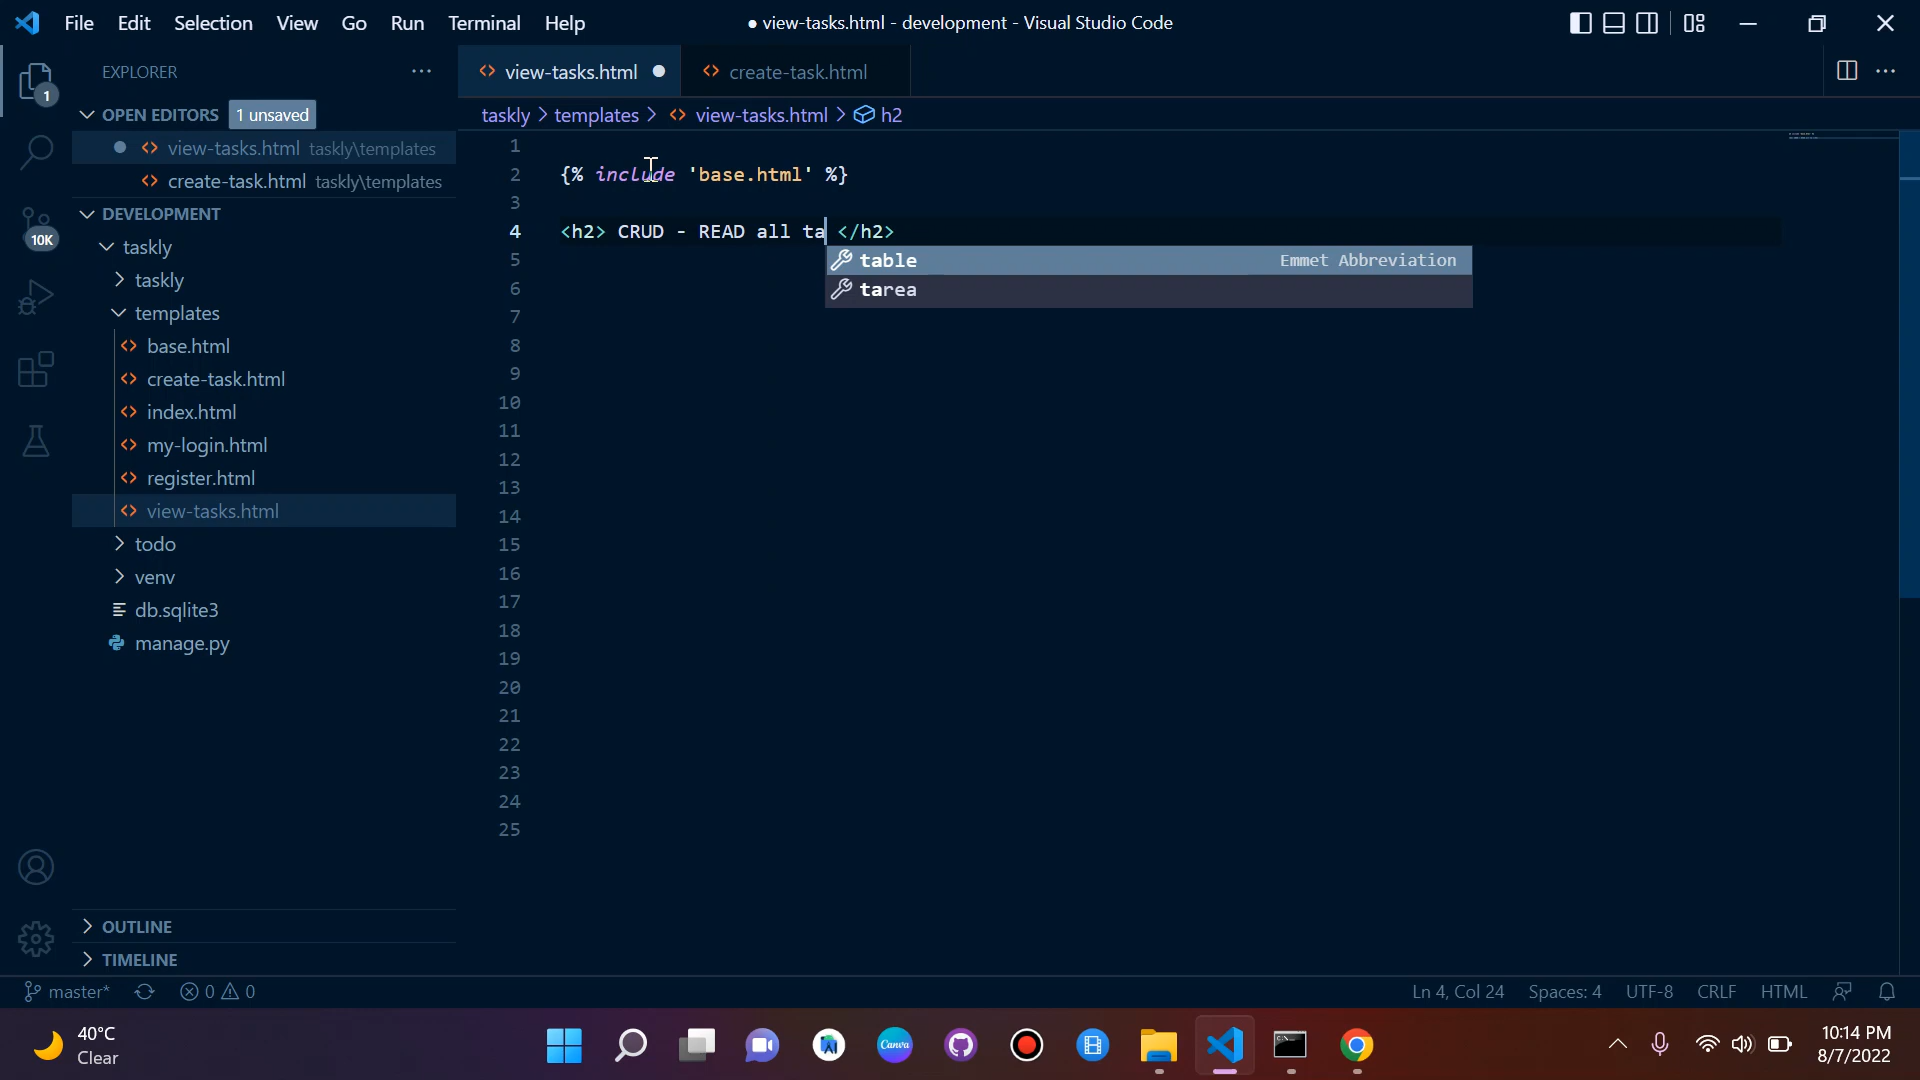 File Edit Selection View Go Run Terminal Help
● view-tasks.html - development - Visual Studio Code
EXPLORER
1
10K
OPEN EDITORS 1 unsaved
view-tasks.html taskly\templates
create-task.html taskly\templates
DEVELOPMENT
taskly
taskly
templates
base.html
create-task.html
index.html
my-login.html
register.html
view-tasks.html
todo
venv
db.sqlite3
manage.py
OUTLINE
TIMELINE
view-tasks.html create-task.html
taskly > templates > view-tasks.html > h2
1
2 {% include 'base.html' %}
3
4 <h2> CRUD - READ all ta </h2>
table Emmet Abbreviation
tarea
5
6
7
8
9
10
11
12
13
14
15
16
17
18
19
20
21
22
23
24
25
master* 0 0
Ln 4, Col 24 Spaces: 4 UTF-8 CRLF HTML
40°C
Clear
Canva
10:14 PM
8/7/2022